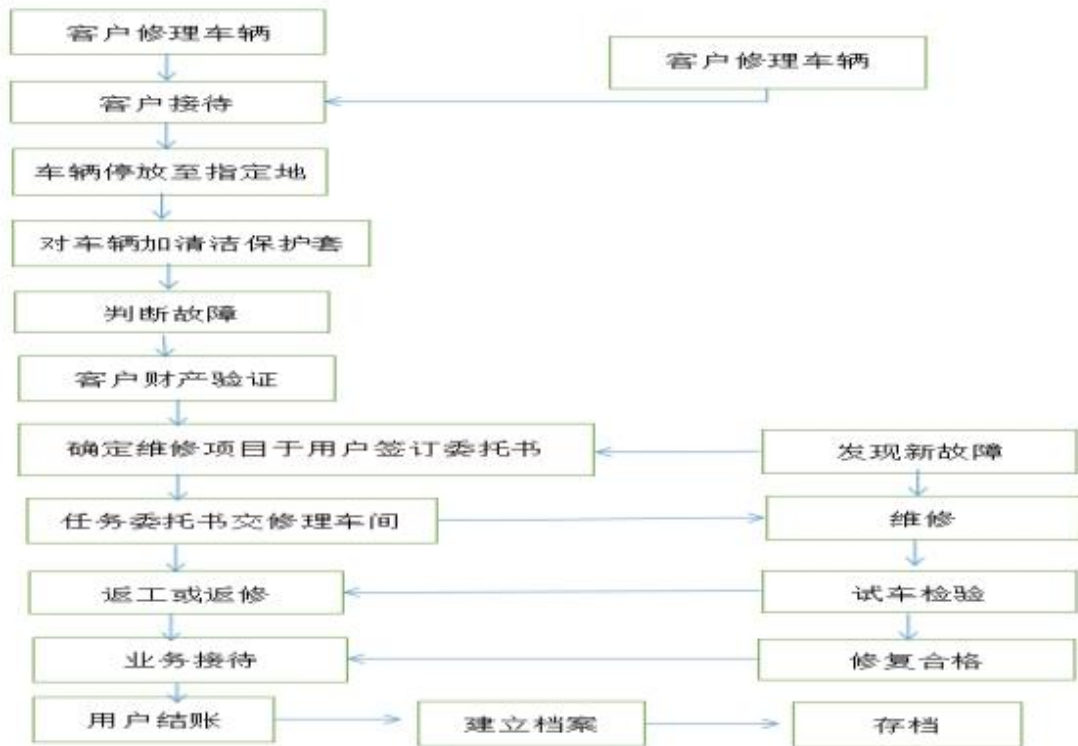 客户修理车辆
客户修理车辆
客户接待
车辆停放至指定地
对车辆加清洁保护套
判断故障
客户财产验证
确定维修项目于用户签订委托书
发现新故障
任务委托书交修理车间
维修
返工或返修
试车检验
业务接待
修复合格
用户结账
建立档案
存档